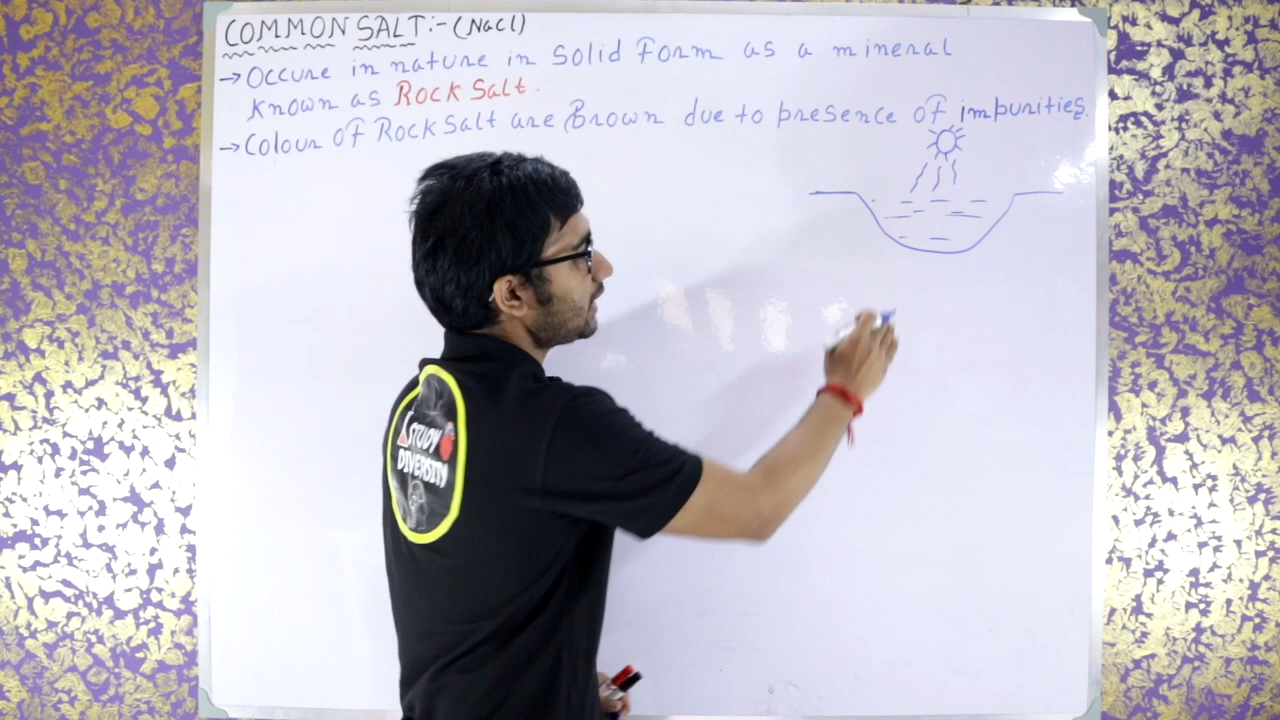 COMMON SALT:-(NaCl)
→Occure in nature in Solid Form as a mineral
known as Rock Salt.
→Colour of Rock Salt are Brown due to presence of impurities.
STUDY
DIVERSITY